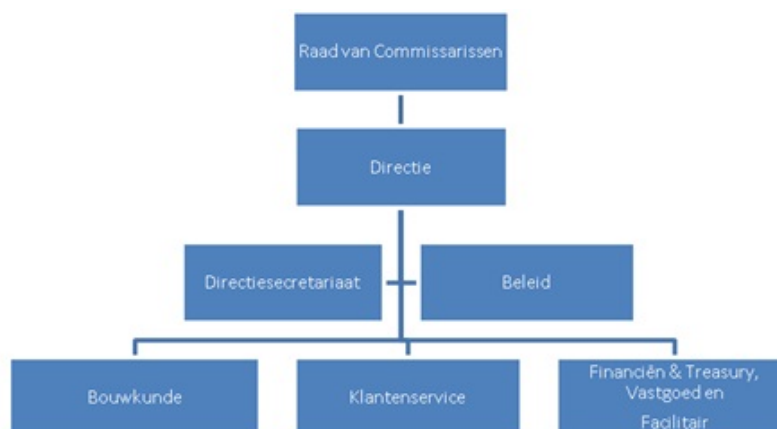 Raad van Commissarissen
Directie
Directiesecretariaat
Beleid
Bouwkunde
Klantenservice
Financiën & Treasury,
Vastgoed en
Facilitair